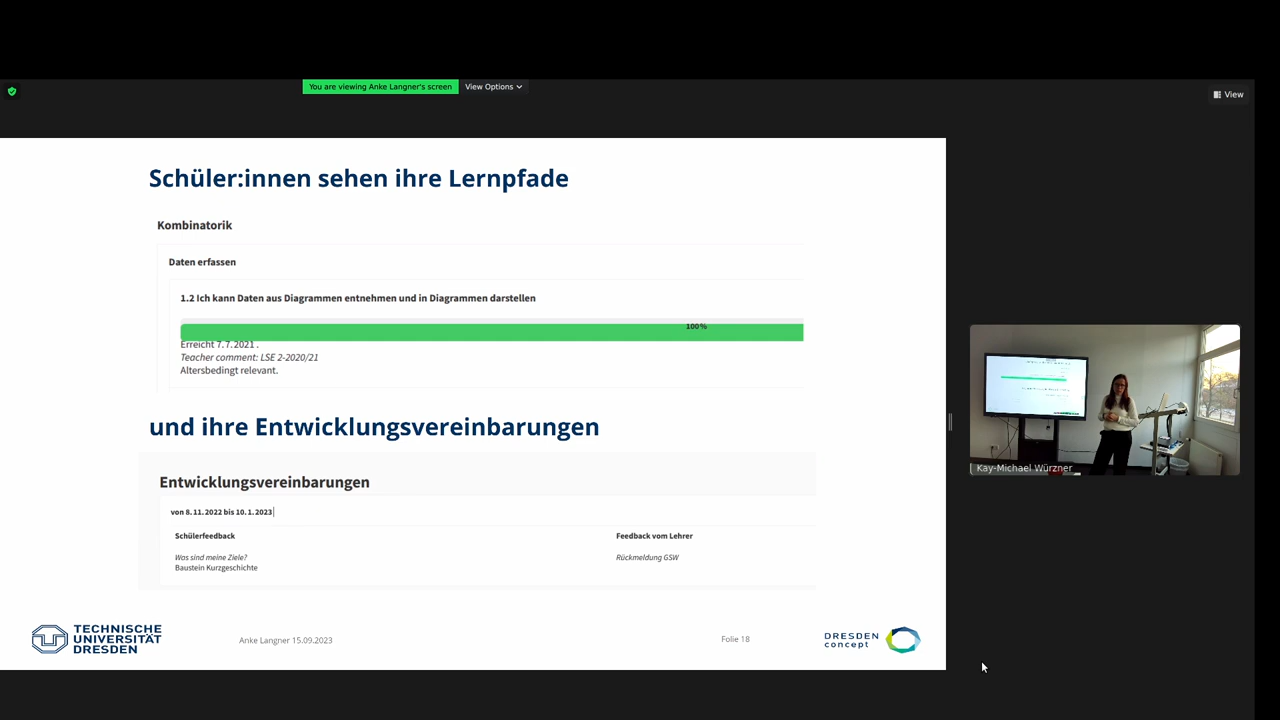 You are viewing Anke Langner's screen
View Options
View
Schüler:innen sehen ihre Lernpfade
Kombinatorik
Daten erfassen
1.2 Ich kann Daten aus Diagrammen entnehmen und in Diagrammen darstellen
100%
Erreicht 7.7.2021 .
Teacher comment: LSE 2-2020/21
Altersbedingt relevant.
und ihre Entwicklungsvereinbarungen
Entwicklungsvereinbarungen
von 8.11.2022 bis 10.1.2023
Schülerfeedback
Feedback vom Lehrer
Was sind meine Ziele?
Rückmeldung GSW
Baustein Kurzgeschichte
TECHNISCHE
UNIVERSITÄT
DRESDEN
Anke Langner 15.09.2023
Folie 18
DRESDEN
concept
Kay-Michael Würzner